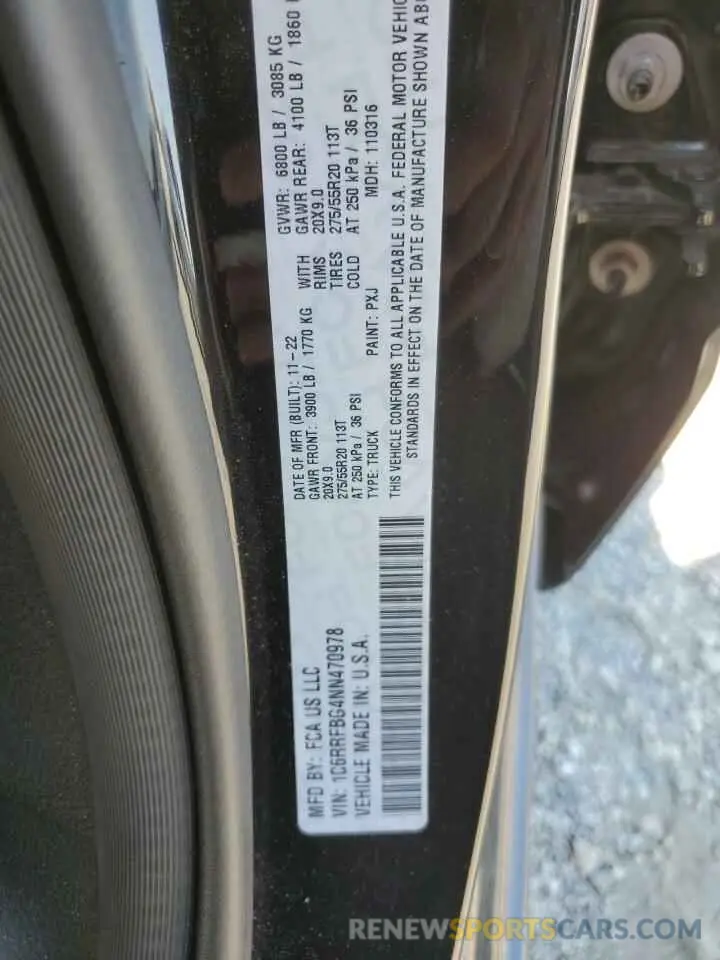 MFD BY: FCA US LLC
VIN: 1C6RRFBG4NN470978
VEHICLE MADE IN: U.S.A.
DATE OF MFR (BUILT): 11-22 GVWR: 6800 LB / 3085 KG
GAWR FRONT: 3900 LB / 1770 KG WITH GAWR REAR: 4100 LB / 1860
20X9.0 RIMS 20X9.0
275/55R20 113T TIRES 275/55R20 113T
AT 250 kPa / 36 PSI COLD AT 250 kPa / 36 PSI
TYPE: TRUCK PAINT: PXJ MDH: 110316
THIS VEHICLE CONFORMS TO ALL APPLICABLE U.S.A. FEDERAL MOTOR
STANDARDS IN EFFECT ON THE DATE OF MANUFACTURE SHOWN
RENEWSPORTSCARS.COM